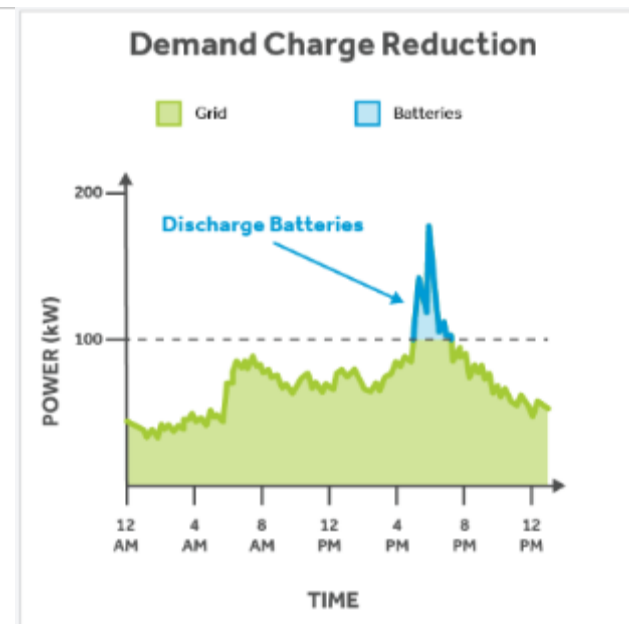 Demand Charge Reduction
Grid
Batteries
200
Discharge Batteries
100
POWER (kW)
12 AM
4 AM
8 AM
12 PM
4 PM
8 PM
12 PM
TIME